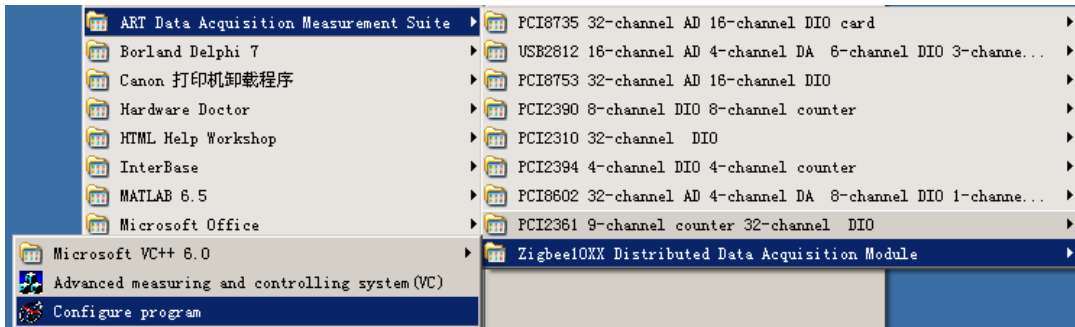 ART Data Acquisition Measurement Suite
Borland Delphi 7
Canon 打印机卸载程序
Hardware Doctor
HTML Help Workshop
InterBase
MATLAB 6.5
Microsoft Office
PCI8735 32-channel AD 16-channel DIO card
USB2812 16-channel AD 4-channel DA 6-channel DIO 3-channe...
PCI8753 32-channel AD 16-channel DIO
PCI2390 8-channel DIO 8-channel counter
PCI2310 32-channel DIO
PCI2394 4-channel DIO 4-channel counter
PCI8602 32-channel AD 4-channel DA 8-channel DIO 1-channe...
PCI2361 9-channel counter 32-channel DIO
Zigbee10XX Distributed Data Acquisition Module
Microsoft VC++ 6.0
Advanced measuring and controlling system(VC)
Configure program